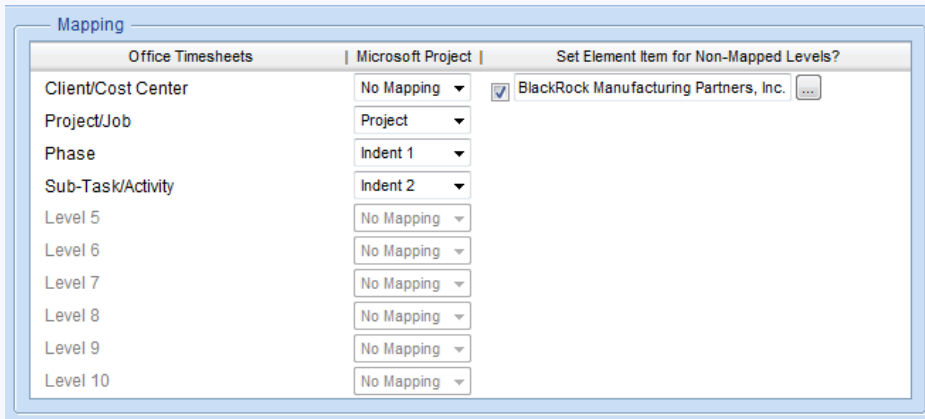 Mapping
Office Timesheets | Microsoft Project | Set Element Item for Non-Mapped Levels?
Client/Cost Center No Mapping BlackRock Manufacturing Partners, Inc. ...
Project/Job Project
Phase Indent 1
Sub-Task/Activity Indent 2
Level 5 No Mapping
Level 6 No Mapping
Level 7 No Mapping
Level 8 No Mapping
Level 9 No Mapping
Level 10 No Mapping